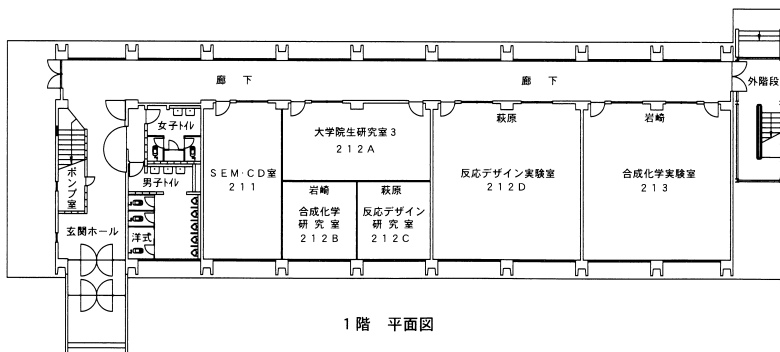 廊 下
廊 下
外階段
女子トイレ
大学院生研究室3
212A
萩原
岩崎
SEM・CD室
211
反応デザイン実験室
212D
合成化学実験室
213
ポンプ室
男子トイレ
岩崎
合成化学
研究室
212B
萩原
反応デザイン
研究室
212C
玄関ホール
洋式
1階 平面図